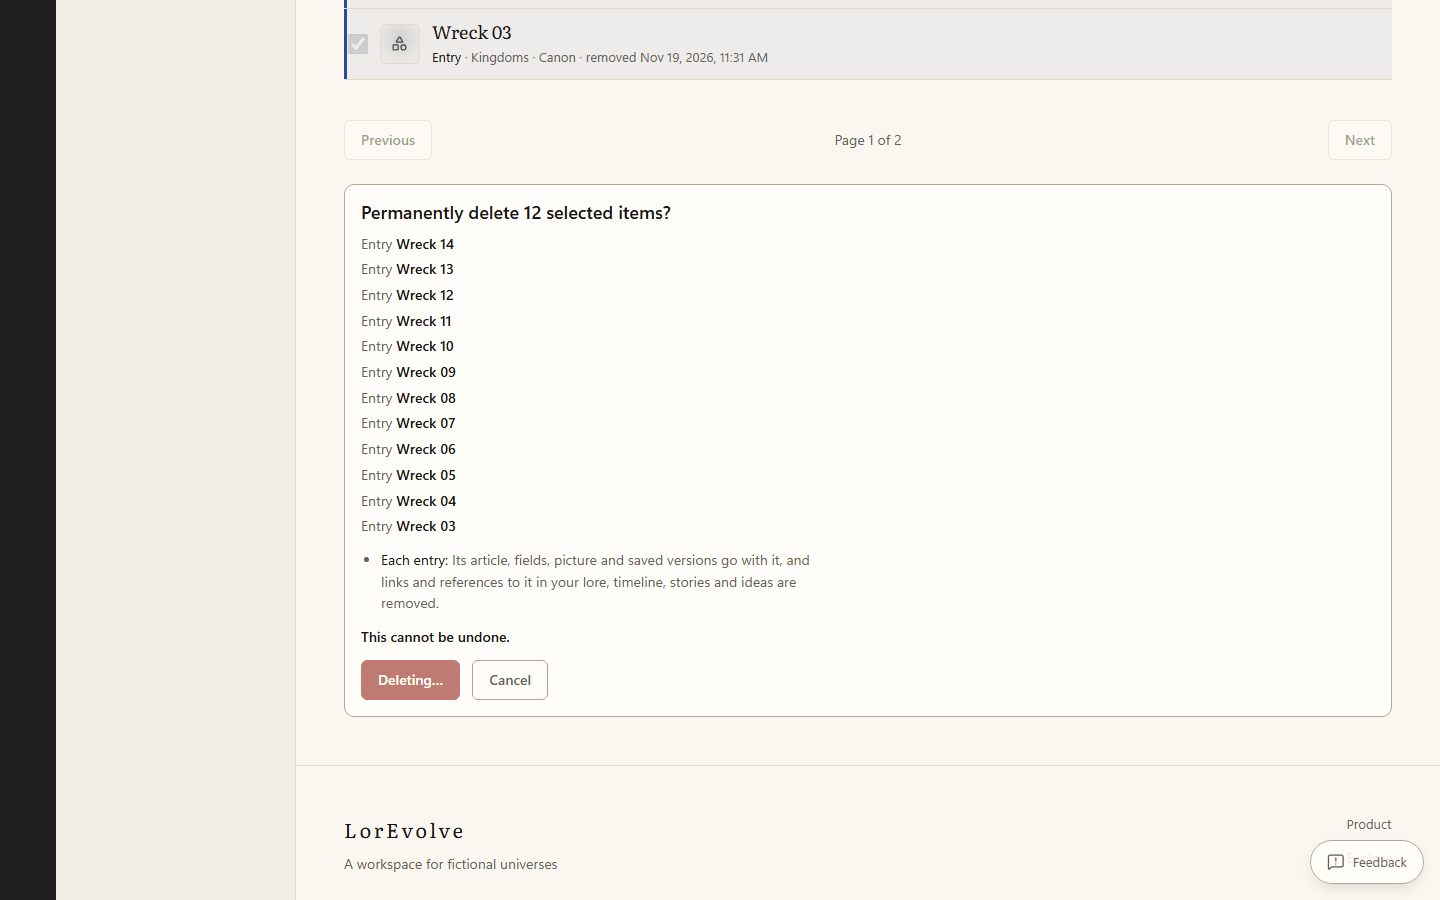 Wreck 03
Entry · Kingdoms · Canon · removed Nov 19, 2026, 11:31 AM
Previous
Page 1 of 2
Next
Permanently delete 12 selected items?
Entry Wreck 14
Entry Wreck 13
Entry Wreck 12
Entry Wreck 11
Entry Wreck 10
Entry Wreck 09
Entry Wreck 08
Entry Wreck 07
Entry Wreck 06
Entry Wreck 05
Entry Wreck 04
Entry Wreck 03
• Each entry: Its article, fields, picture and saved versions go with it, and
links and references to it in your lore, timeline, stories and ideas are
removed.
This cannot be undone.
Deleting...
Cancel
LorEvolve
A workspace for fictional universes
Product
Feedback